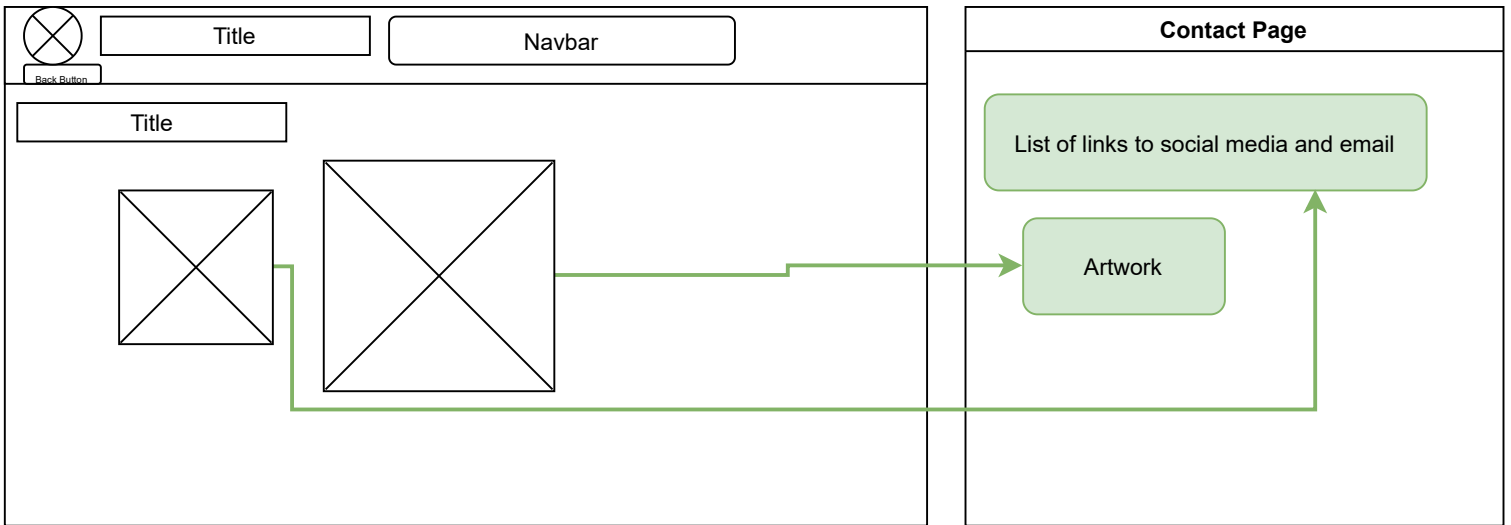 Title
Navbar
Back Button
Title
Contact Page
List of links to social media and email
Artwork